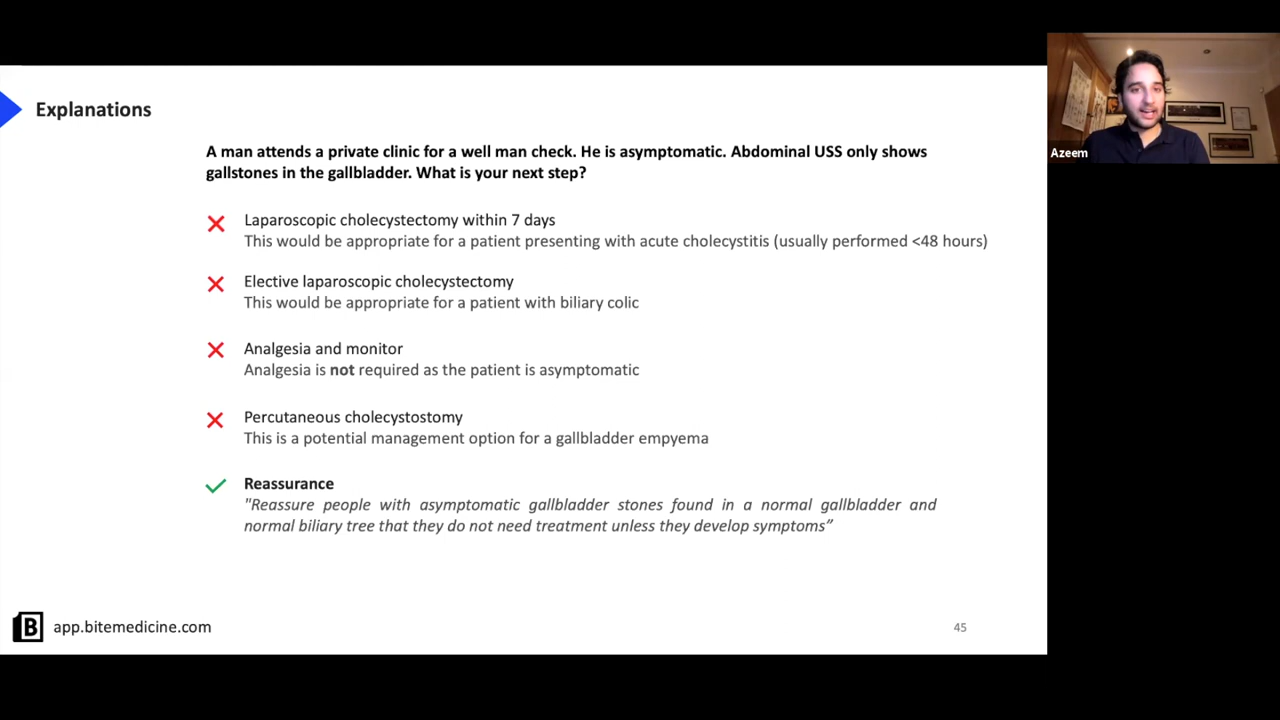 Explanations
A man attends a private clinic for a well man check. He is asymptomatic. Abdominal USS only shows
gallstones in the gallbladder. What is your next step?
Laparoscopic cholecystectomy within 7 days
This would be appropriate for a patient presenting with acute cholecystitis (usually performed <48 hours)
Elective laparoscopic cholecystectomy
This would be appropriate for a patient with biliary colic
Analgesia and monitor
Analgesia is not required as the patient is asymptomatic
Percutaneous cholecystostomy
This is a potential management option for a gallbladder empyema
Reassurance
"Reassure people with asymptomatic gallbladder stones found in a normal gallbladder and
normal biliary tree that they do not need treatment unless they develop symptoms”
B app.bitemedicine.com
45
Azeem